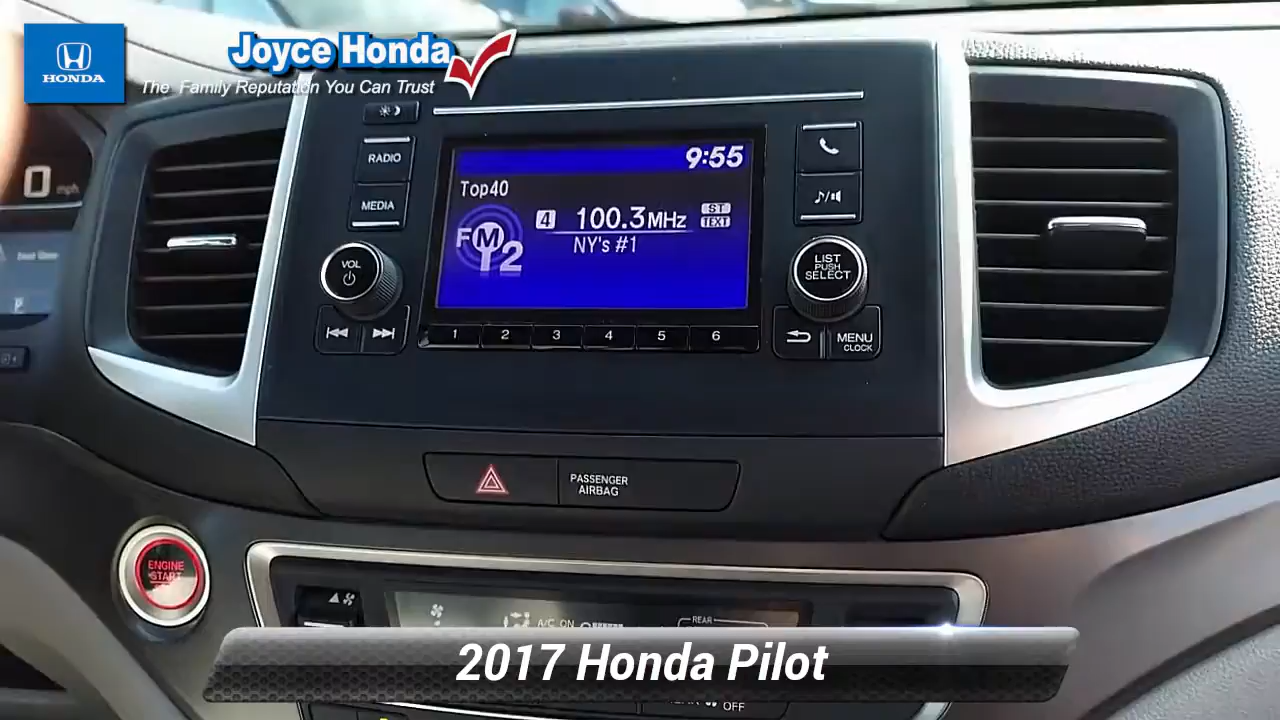 HONDA
Joyce Honda
The Family Reputation You Can Trust
RADIO
MEDIA
VOL
9:55
Top40
FM2
4 100.3MHz ST
TEXT
NY's #1
LIST
PUSH
SELECT
MENU
CLOCK
1 2 3 4 5 6
0 mph
P
PASSENGER
AIRBAG
ENGINE
START
A/C ON
REAR
2017 Honda Pilot
OFF